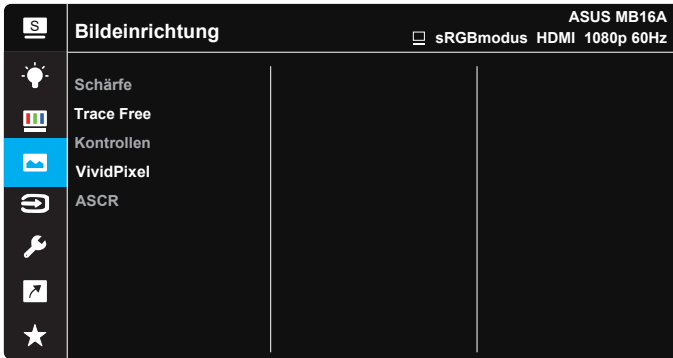 S
Bildeinrichtung
ASUS MB16A
sRGBmodus HDMI 1080p 60Hz
Schärfe
Trace Free
Kontrollen
VividPixel
ASCR